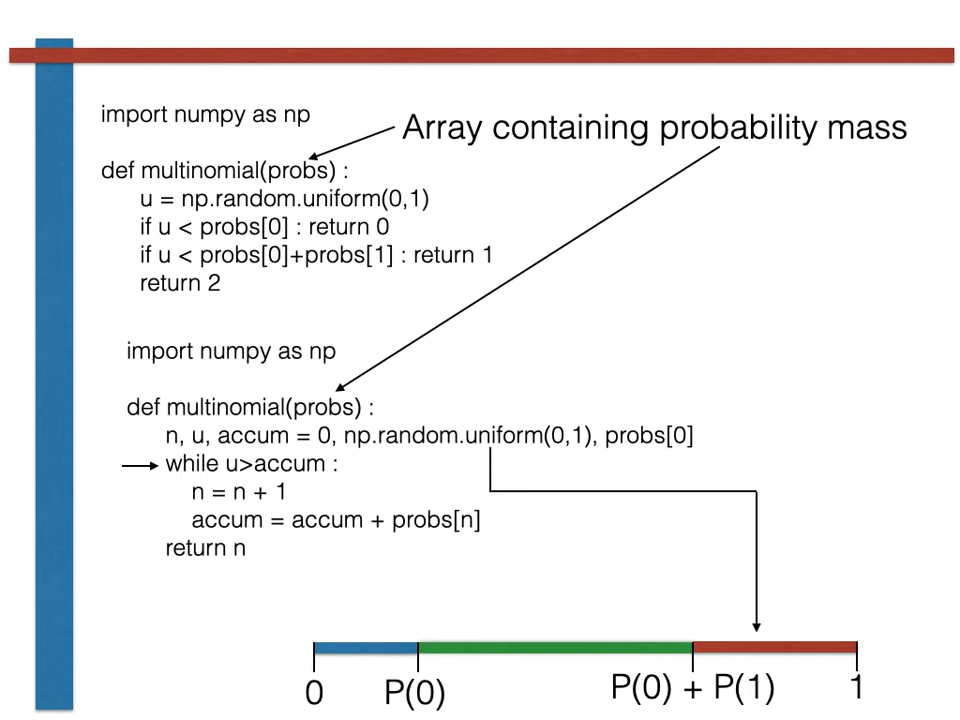 import numpy as np
Array containing probability mass
def multinomial(probs) :
u = np.random.uniform(0,1)
if u < probs[0] : return 0
if u < probs[0]+probs[1] : return 1
return 2
import numpy as np
def multinomial(probs) :
n, u, accum = 0, np.random.uniform(0,1), probs[0]
while u>accum :
n = n + 1
accum = accum + probs[n]
return n
0 P(0) P(0) + P(1) 1